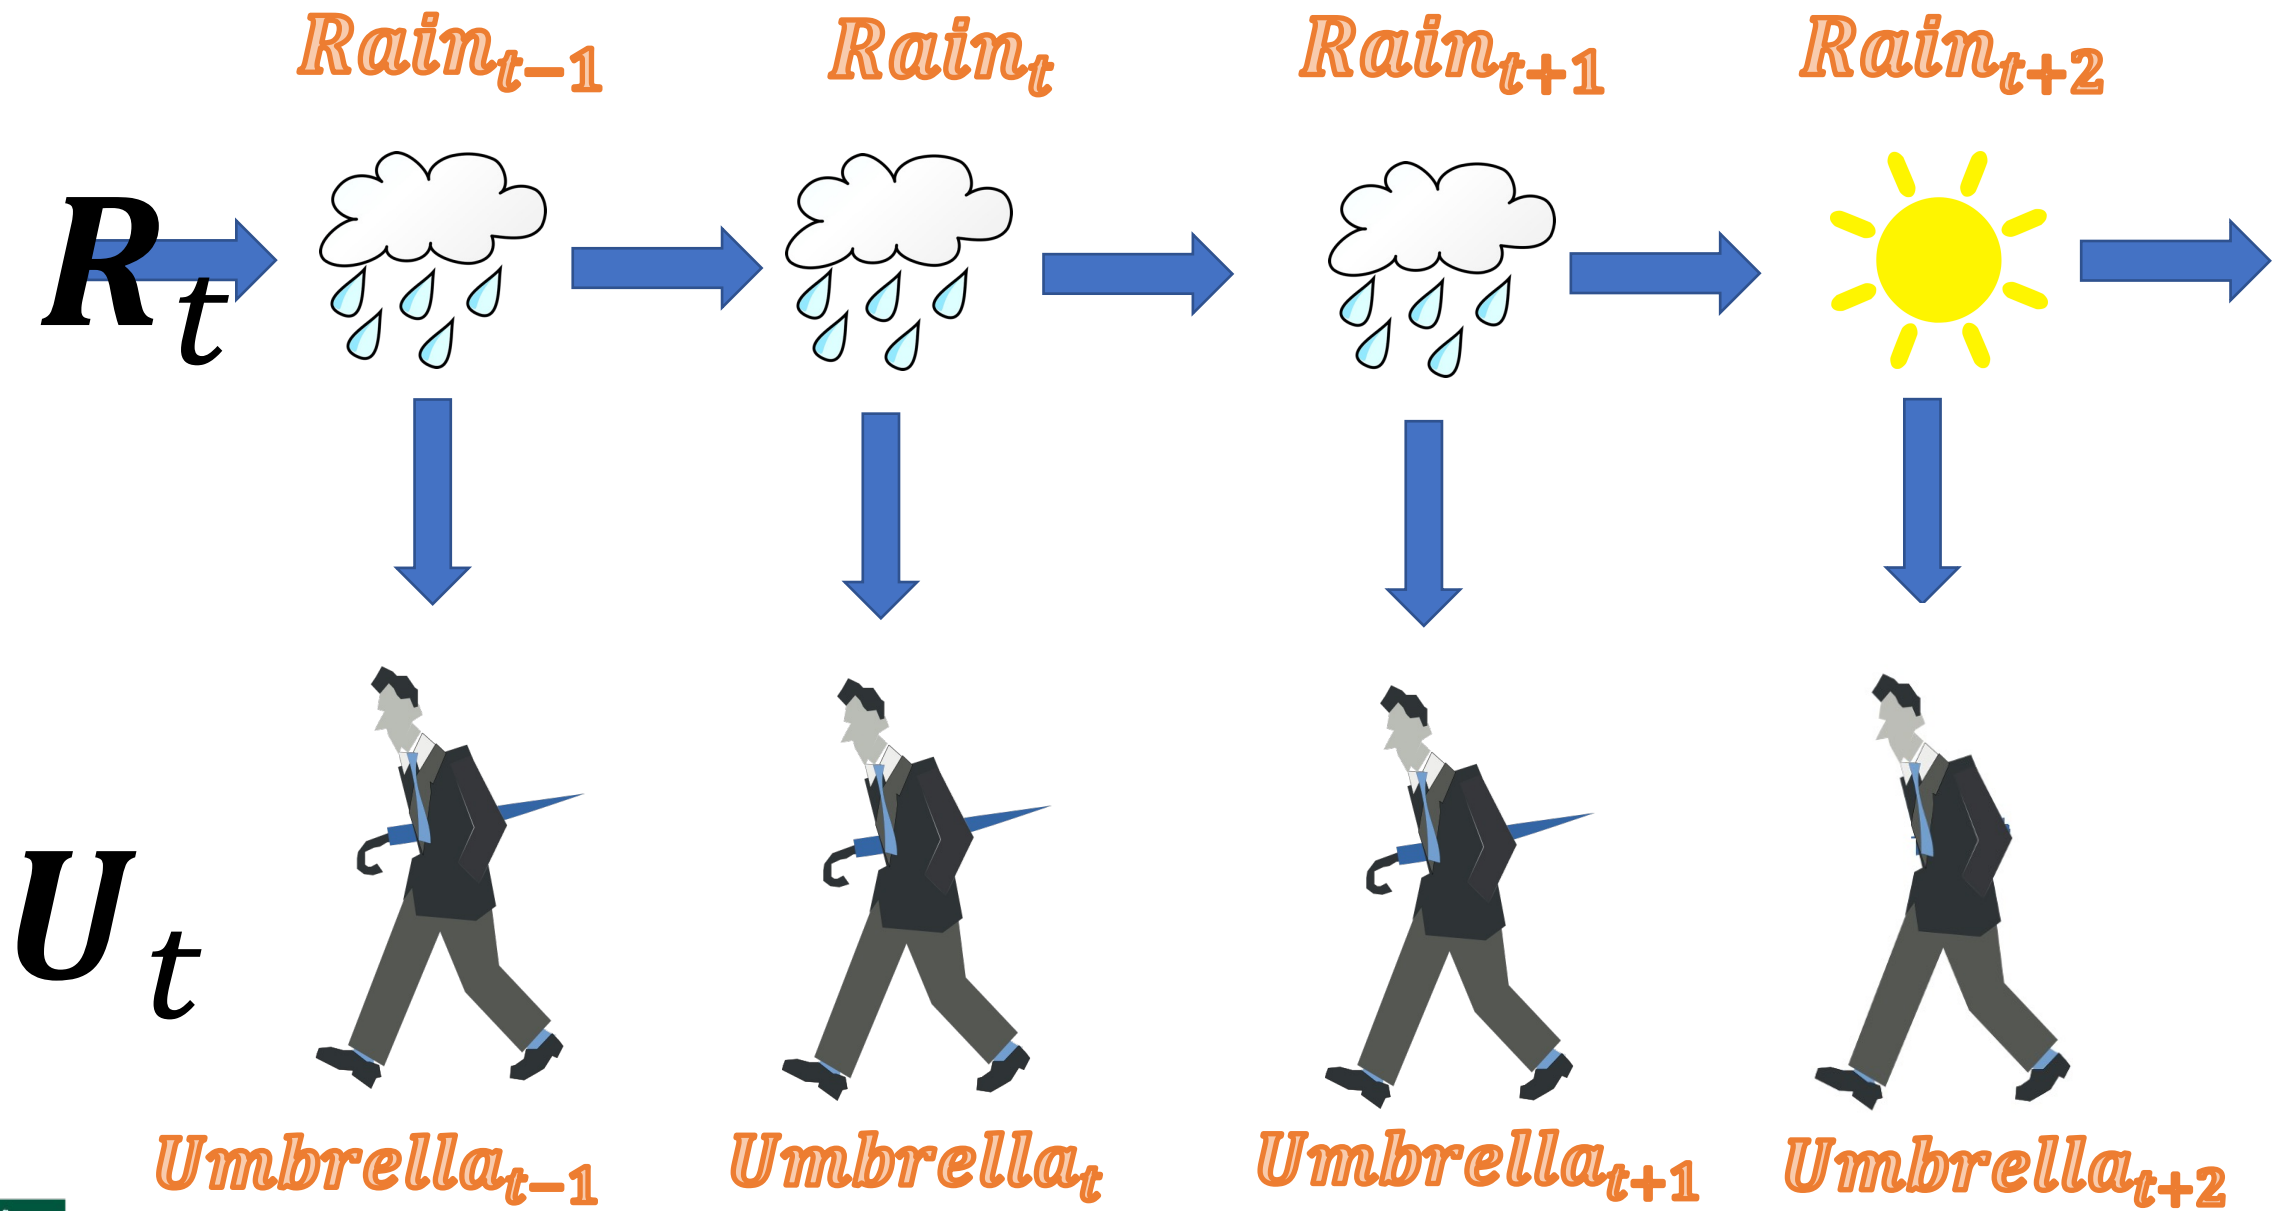 Rain_{t−1} Rain_t Rain_{t+1} Rain_{t+2}
R_t
U_t
Umbrella_{t−1} Umbrella_t Umbrella_{t+1} Umbrella_{t+2}